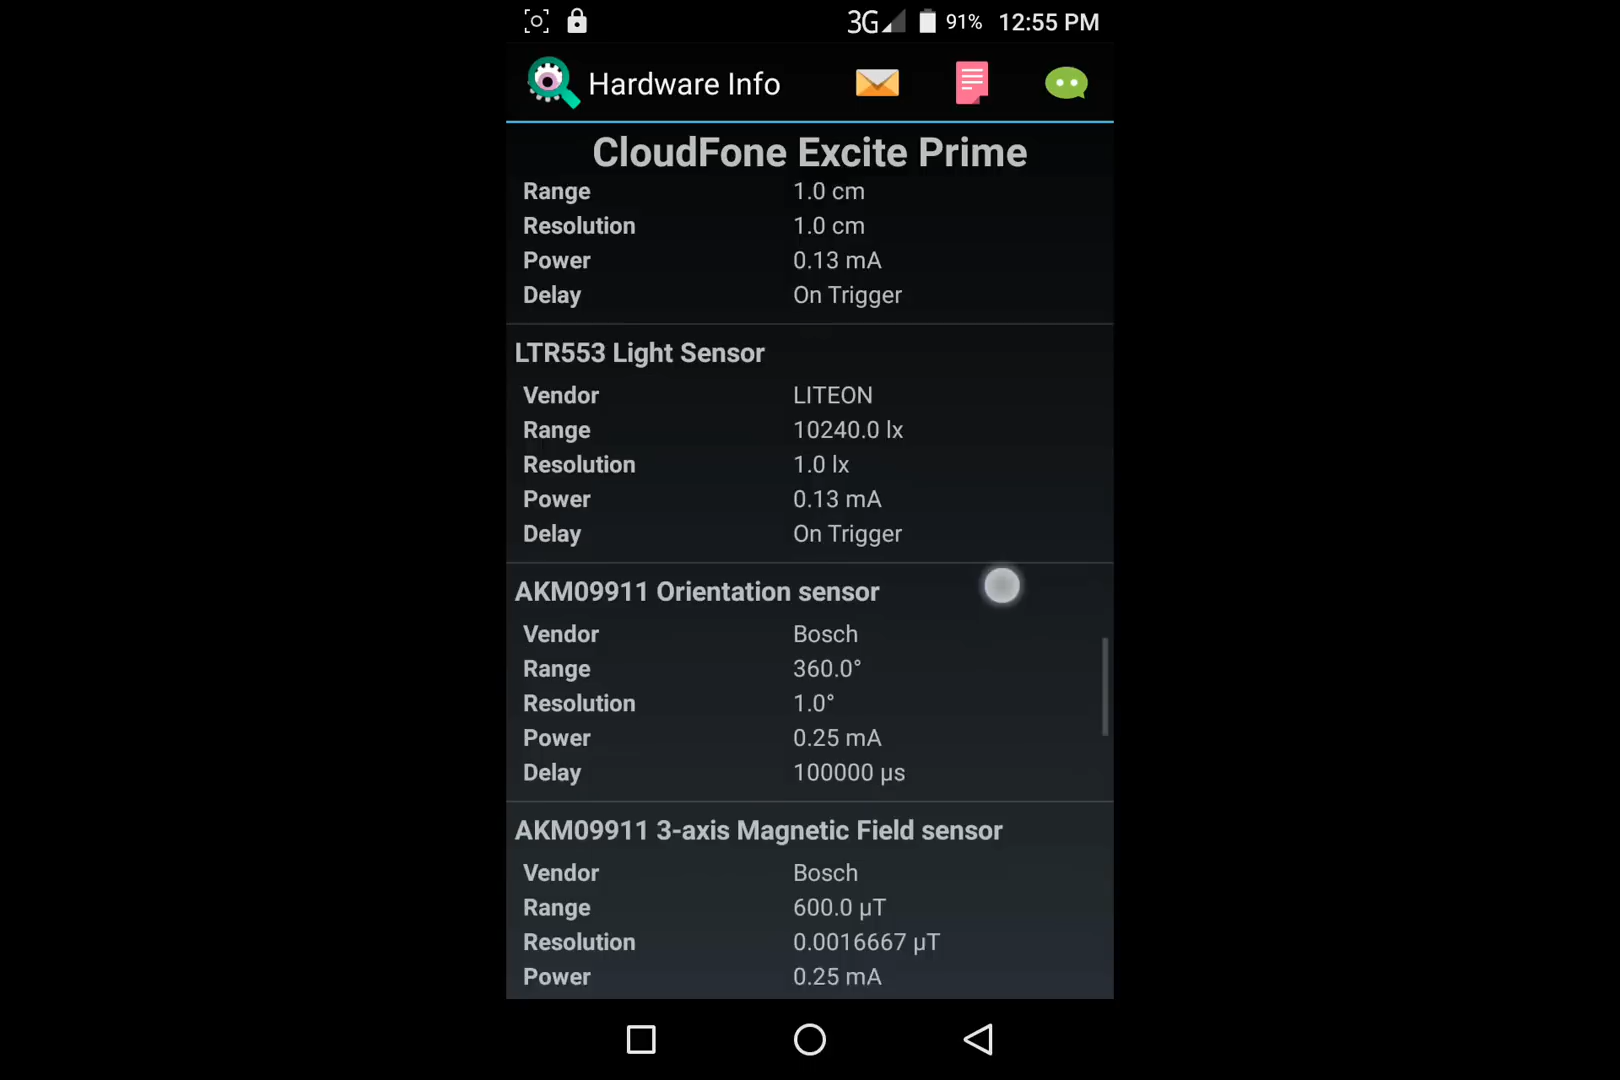 3G 91% 12:55 PM
Hardware Info
CloudFone Excite Prime
Range 1.0 cm
Resolution 1.0 cm
Power 0.13 mA
Delay On Trigger
LTR553 Light Sensor
Vendor LITEON
Range 10240.0 lx
Resolution 1.0 lx
Power 0.13 mA
Delay On Trigger
AKM09911 Orientation sensor
Vendor Bosch
Range 360.0°
Resolution 1.0°
Power 0.25 mA
Delay 100000 µs
AKM09911 3-axis Magnetic Field sensor
Vendor Bosch
Range 600.0 µT
Resolution 0.0016667 µT
Power 0.25 mA